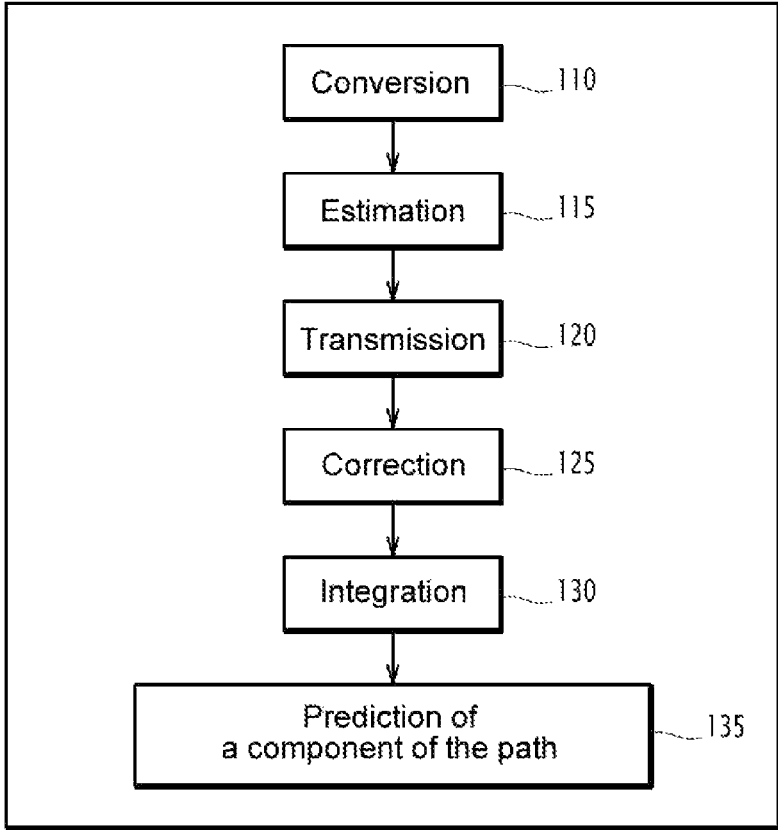 Conversion 110
Estimation 115
Transmission 120
Correction 125
Integration 130
Prediction of
a component of the path 135